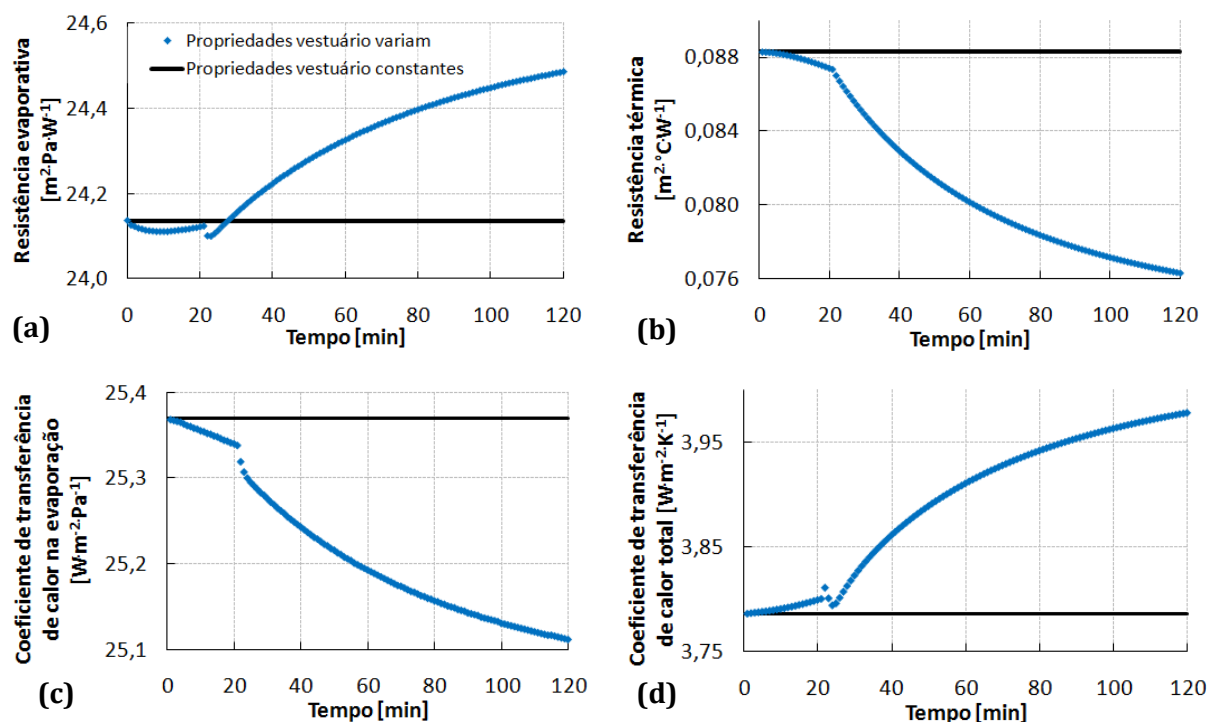 24,6
24,4
24,2
24,0
Resistência evaporativa
[m²·Pa·W⁻¹]
Propriedades vestuário variam
Propriedades vestuário constantes
0 20 40 60 80 100 120
Tempo [min]
(a)
0,088
0,084
0,080
0,076
Resistência térmica
[m²·°C·W⁻¹]
0 20 40 60 80 100 120
Tempo [min]
(b)
25,4
25,3
25,2
25,1
Coeficiente de transferência
de calor na evaporação
[W·m⁻²·Pa⁻¹]
0 20 40 60 80 100 120
Tempo [min]
(c)
3,95
3,85
3,75
Coeficiente de transferência
de calor total [W·m⁻²·K⁻¹]
0 20 40 60 80 100 120
Tempo [min]
(d)